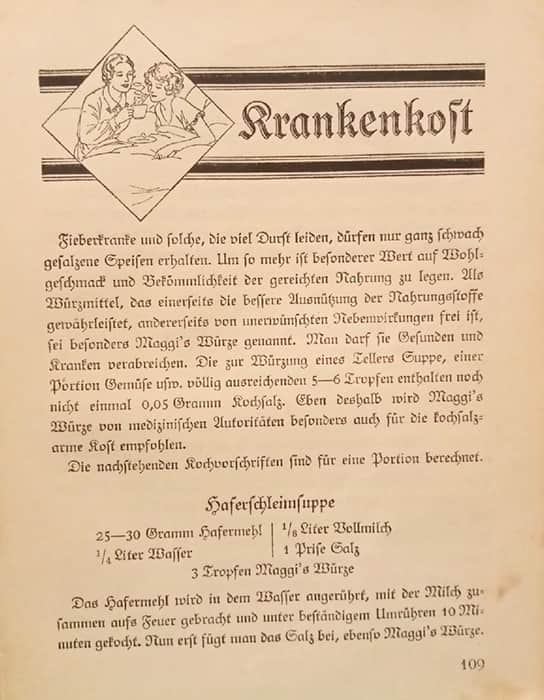 Krankenkost
Fieberkranke und solche, die viel Durst leiden, dürfen nur ganz schwach
gesalzene Speisen erhalten. Um so mehr ist besonderer Wert auf Wohl-
geschmack und Bekömmlichkeit der gereichten Nahrung zu legen. Als
Würzmittel, das einerseits die bessere Ausnützung der Nahrungsstoffe
gewährleistet, andererseits von unerwünschten Nebenwirkungen frei ist,
sei besonders Maggi's Würze genannt. Man darf sie Gesunden und
Kranken verabreichen. Die zur Würzung eines Tellers Suppe, einer
Portion Gemüse usw. völlig ausreichenden 5—6 Tropfen enthalten noch
nicht einmal 0,05 Gramm Kochsalz. Eben deshalb wird Maggi's
Würze von medizinischen Autoritäten besonders auch für die kochsalz-
arme Kost empfohlen.
Die nachstehenden Kochvorschriften sind für eine Portion berechnet.
Haferschleimsuppe
25—30 Gramm Hafermehl | 1/8 Liter Vollmilch
1/4 Liter Wasser | 1 Prise Salz
3 Tropfen Maggi's Würze
Das Hafermehl wird in dem Wasser angerührt, mit der Milch zu-
sammen aufs Feuer gebracht und unter beständigem Umrühren 10 Mi-
nuten gekocht. Nun erst fügt man das Salz bei, ebenso Maggi's Würze.
109